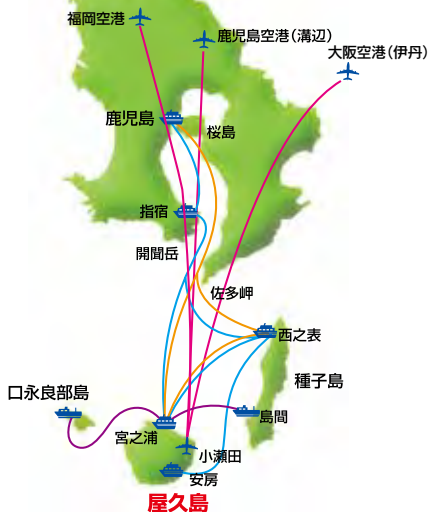 福岡空港
鹿児島空港（溝辺）
大阪空港（伊丹）
鹿児島
桜島
指宿
開聞岳
佐多岬
西之表
種子島
口永良部島
島間
宮之浦
小瀬田
安房
屋久島